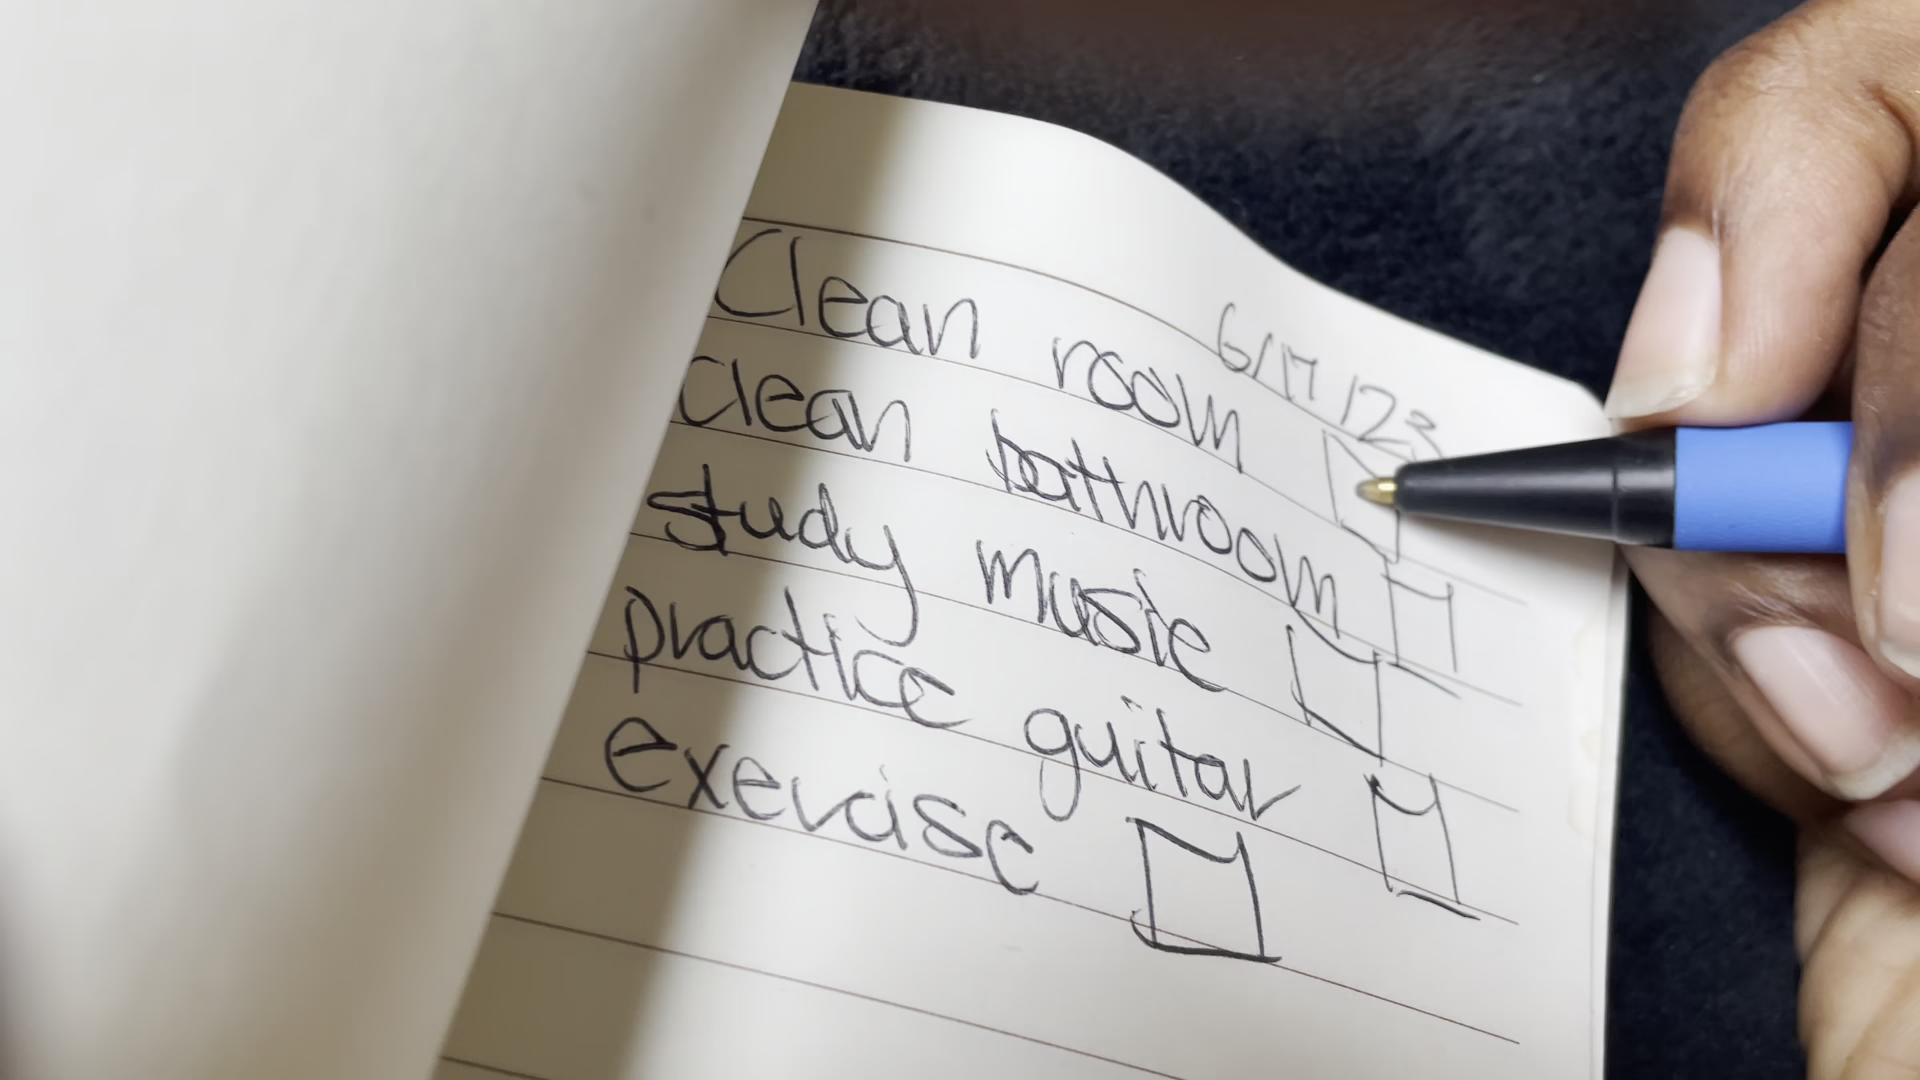 6/17/23
Clean room
clean bathroom
study music
practice guitar
exercise